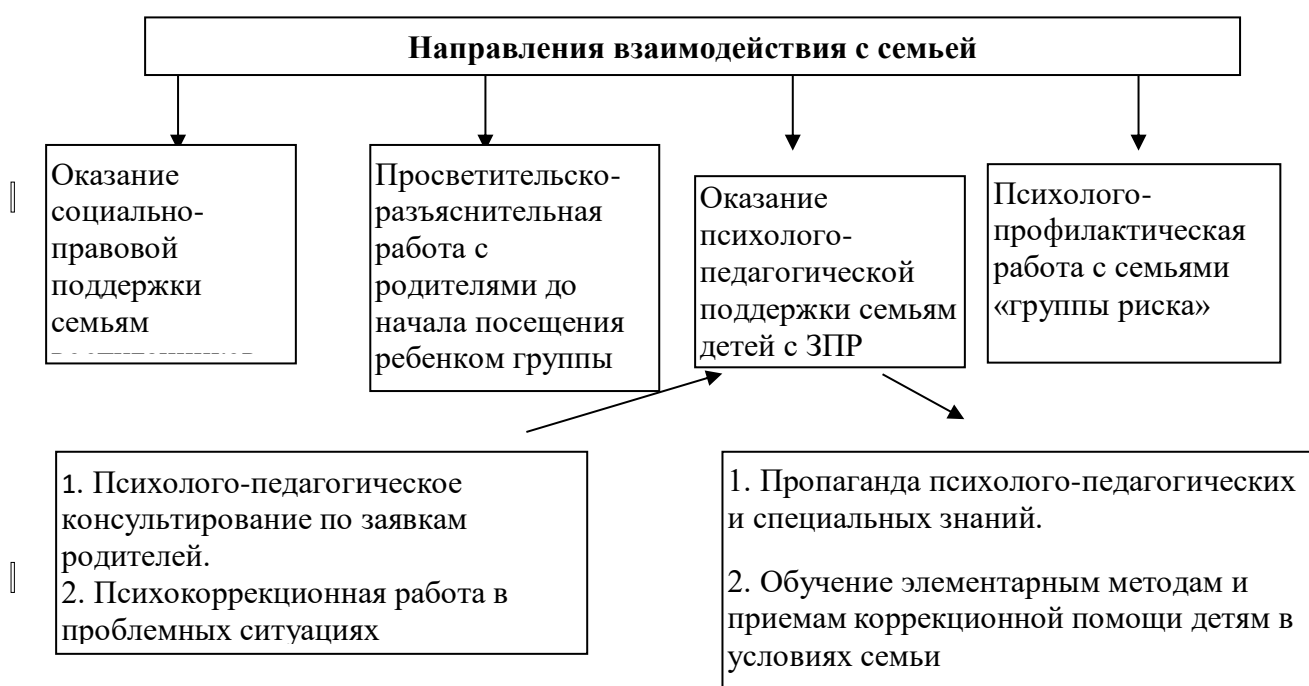 Направления взаимодействия с семьей
Оказание
социально-
правовой
поддержки
семьям
Просветительско-
разъяснительная
работа с
родителями до
начала посещения
ребенком группы
Оказание
психолого-
педагогической
поддержки семьям
детей с ЗПР
Психолого-
профилактическая
работа с семьями
«группы риска»
1. Психолого-педагогическое
консультирование по заявкам
родителей.
2. Психокоррекционная работа в
проблемных ситуациях
1. Пропаганда психолого-педагогических
и специальных знаний.
2. Обучение элементарным методам и
приемам коррекционной помощи детям в
условиях семьи